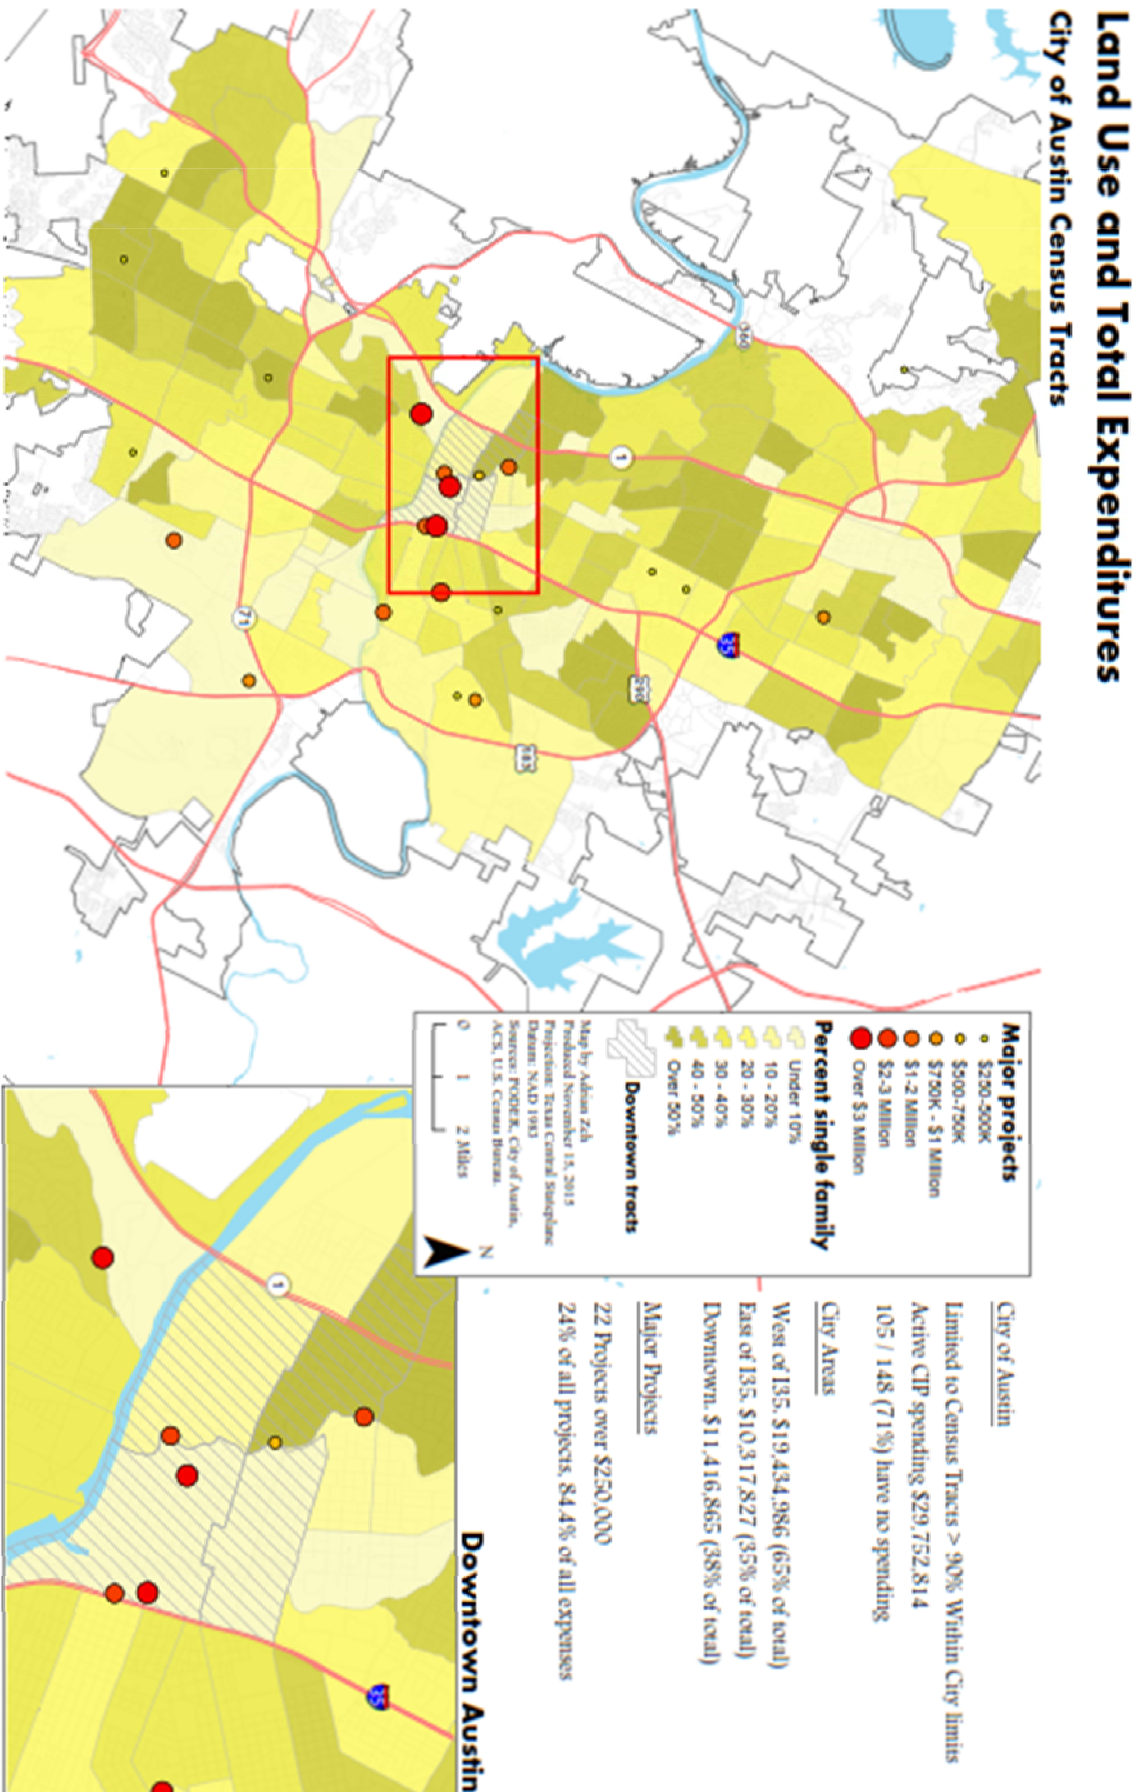 Land Use and Total Expenditures
City of Austin Census Tracts
360
1
35
290
183
71
Major projects
$250-500K
$500-750K
$750K - $1 Million
$1-2 Million
$2-3 Million
Over $3 Million
Percent single family
Under 10%
10 - 20%
20 - 30%
30 - 40%
40 - 50%
Over 50%
Downtown tracts
Map by Adrian Zeh
Produced November 15, 2015
Projection: Texas Central Stateplane
Datum: NAD 1983
Sources: FODER, City of Austin,
ACS, U.S. Census Bureau.
0 1 2 Miles
N
City of Austin
Limited to Census Tracts > 90% Within City limits
Active CIP spending $29,752,814
105 / 148 (71%) have no spending
City Areas
West of I35. $19,434,986 (65% of total)
East of I35. $10,317,827 (35% of total)
Downtown. $11,416,865 (38% of total)
Major Projects
22 Projects over $250,000
24% of all projects, 84.4% of all expenses
Downtown Austin
1
35